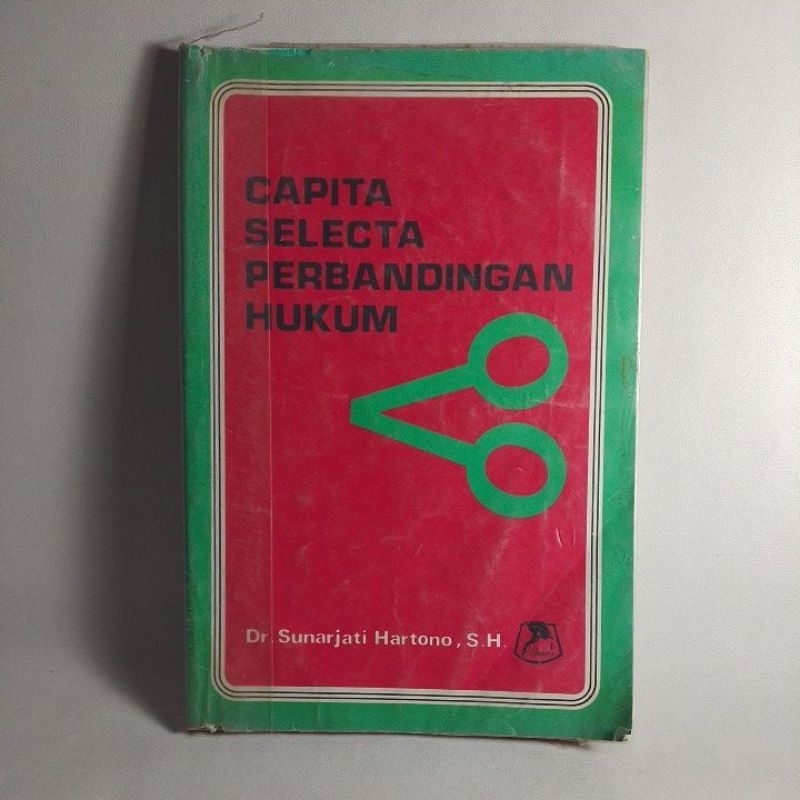 CAPITA
SELECTA
PERBANDINGAN
HUKUM
Dr. Sunarjati Hartono, S.H.